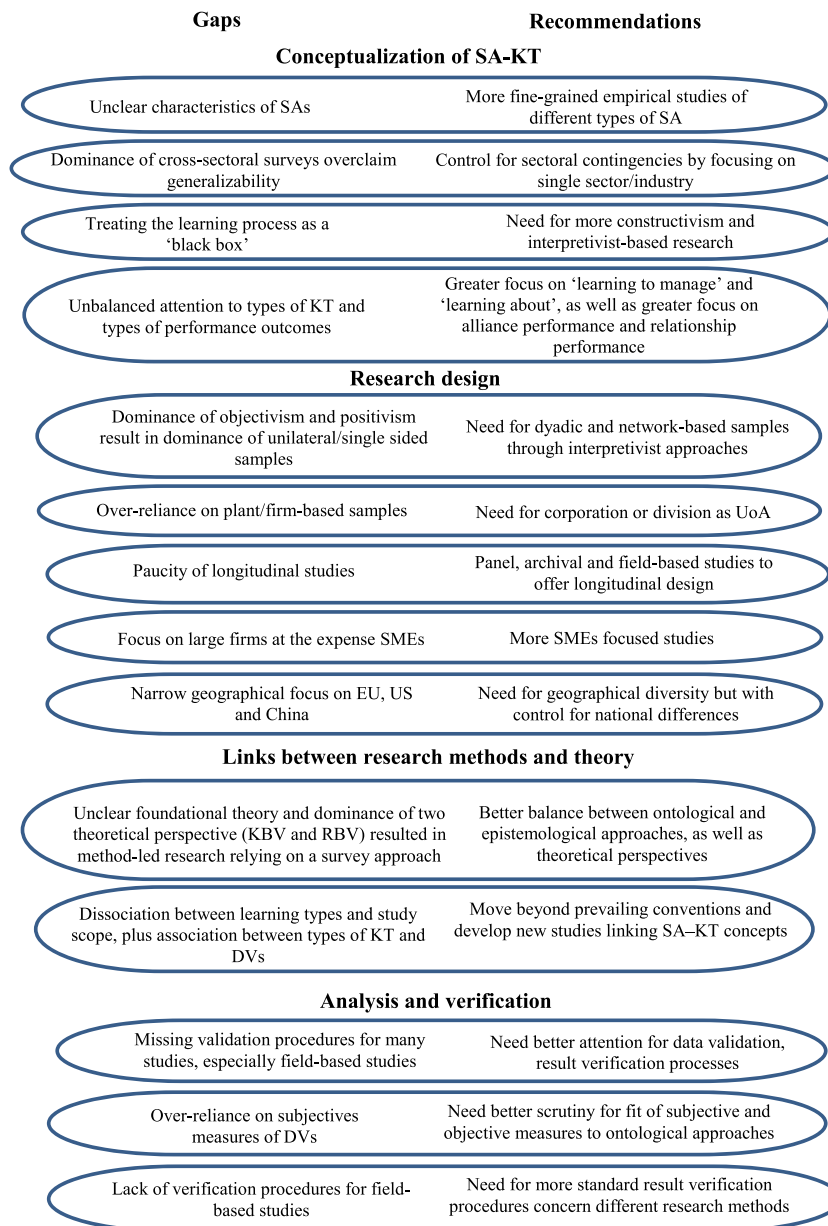 Gaps Recommendations
Conceptualization of SA-KT
Unclear characteristics of SAs
More fine-grained empirical studies of
different types of SA
Dominance of cross-sectoral surveys overclaim
generalizability
Control for sectoral contingencies by focusing on
single sector/industry
Treating the learning process as a
‘black box’
Need for more constructivism and
interpretivist-based research
Unbalanced attention to types of KT and
types of performance outcomes
Greater focus on ‘learning to manage’ and
‘learning about’, as well as greater focus on
alliance performance and relationship
performance
Research design
Dominance of objectivism and positivism
result in dominance of unilateral/single sided
samples
Need for dyadic and network-based samples
through interpretivist approaches
Over-reliance on plant/firm-based samples
Need for corporation or division as UoA
Paucity of longitudinal studies
Panel, archival and field-based studies to
offer longitudinal design
Focus on large firms at the expense SMEs
More SMEs focused studies
Narrow geographical focus on EU, US
and China
Need for geographical diversity but with
control for national differences
Links between research methods and theory
Unclear foundational theory and dominance of two
theoretical perspective (KBV and RBV) resulted in
method-led research relying on a survey approach
Better balance between ontological and
epistemological approaches, as well as
theoretical perspectives
Dissociation between learning types and study
scope, plus association between types of KT and
DVs
Move beyond prevailing conventions and
develop new studies linking SA–KT concepts
Analysis and verification
Missing validation procedures for many
studies, especially field-based studies
Need better attention for data validation,
result verification processes
Over-reliance on subjectives
measures of DVs
Need better scrutiny for fit of subjective and
objective measures to ontological approaches
Lack of verification procedures for field-
based studies
Need for more standard result verification
procedures concern different research methods